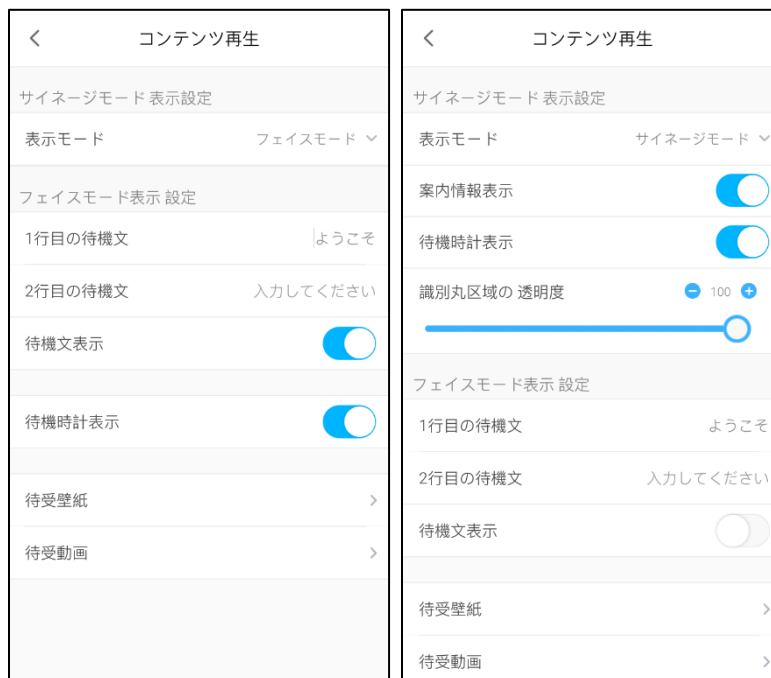 コンテンツ再生
サイネージモード 表示設定
表示モード フェイスモード
フェイスモード表示 設定
1行目の待機文 ようこそ
2行目の待機文 入力してください
待機文表示
待機時計表示
待受壁紙
待受動画
コンテンツ再生
サイネージモード 表示設定
表示モード サイネージモード
案内情報表示
待機時計表示
識別丸区域の 透明度 100
フェイスモード表示 設定
1行目の待機文 ようこそ
2行目の待機文 入力してください
待機文表示
待受壁紙
待受動画